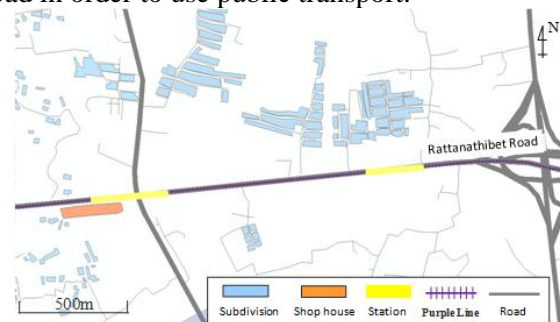 ad in order to use public transport.
N
Rattanathibet Road
500m
Subdivision Shop house Station Purple Line Road